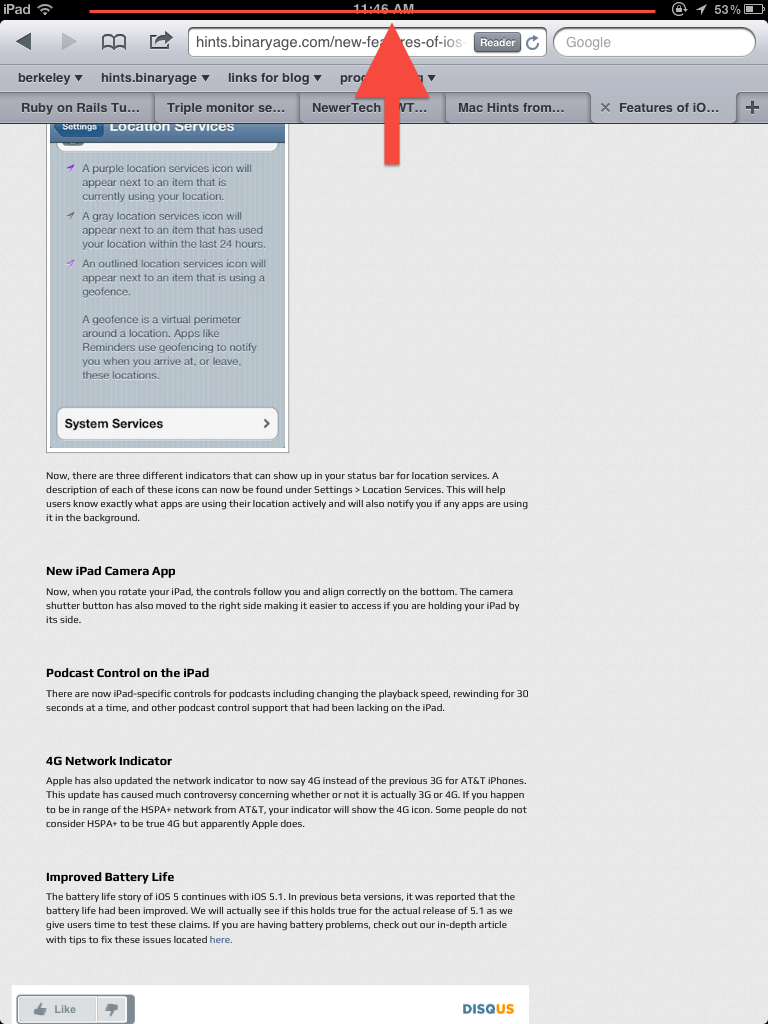 iPad 11:46 AM 53%
hints.binaryage.com/new-features-of-ios- Reader Google
berkeley ▼ hints.binaryage ▼ links for blog ▼ ▼
Ruby on Rails Tu... Triple monitor se... NewerTech WT... Mac Hints from... × Features of iO... +
Settings Location Services
A purple location services icon will
appear next to an item that is
currently using your location.
A gray location services icon will
appear next to an item that has used
your location within the last 24 hours.
An outlined location services icon will
appear next to an item that is using a
geofence.
A geofence is a virtual perimeter
around a location. Apps like
Reminders use geofencing to notify
you when you arrive at, or leave,
these locations.
System Services
Now, there are three different indicators that can show up in your status bar for location services. A
description of each of these icons can now be found under Settings > Location Services. This will help
users know exactly what apps are using their location actively and will also notify you if any apps are using
it in the background.
New iPad Camera App
Now, when you rotate your iPad, the controls follow you and align correctly on the bottom. The camera
shutter button has also moved to the right side making it easier to access if you are holding your iPad by
its side.
Podcast Control on the iPad
There are now iPad-specific controls for podcasts including changing the playback speed, rewinding for 30
seconds at a time, and other podcast control support that had been lacking on the iPad.
4G Network Indicator
Apple has also updated the network indicator to now say 4G instead of the previous 3G for AT&T iPhones.
This update has caused much controversy concerning whether or not it is actually 3G or 4G. If you happen
to be in range of the HSPA+ network from AT&T, your indicator will show the 4G icon. Some people do not
consider HSPA+ to be true 4G but apparently Apple does.
Improved Battery Life
The battery life story of iOS 5 continues with iOS 5.1. In previous beta versions, it was reported that the
battery life had been improved. We will actually see if this holds true for the actual release of 5.1 as we
give users time to test these claims. If you are having battery problems, check out our in-depth article
with tips to fix these issues located here.
Like DISQUS